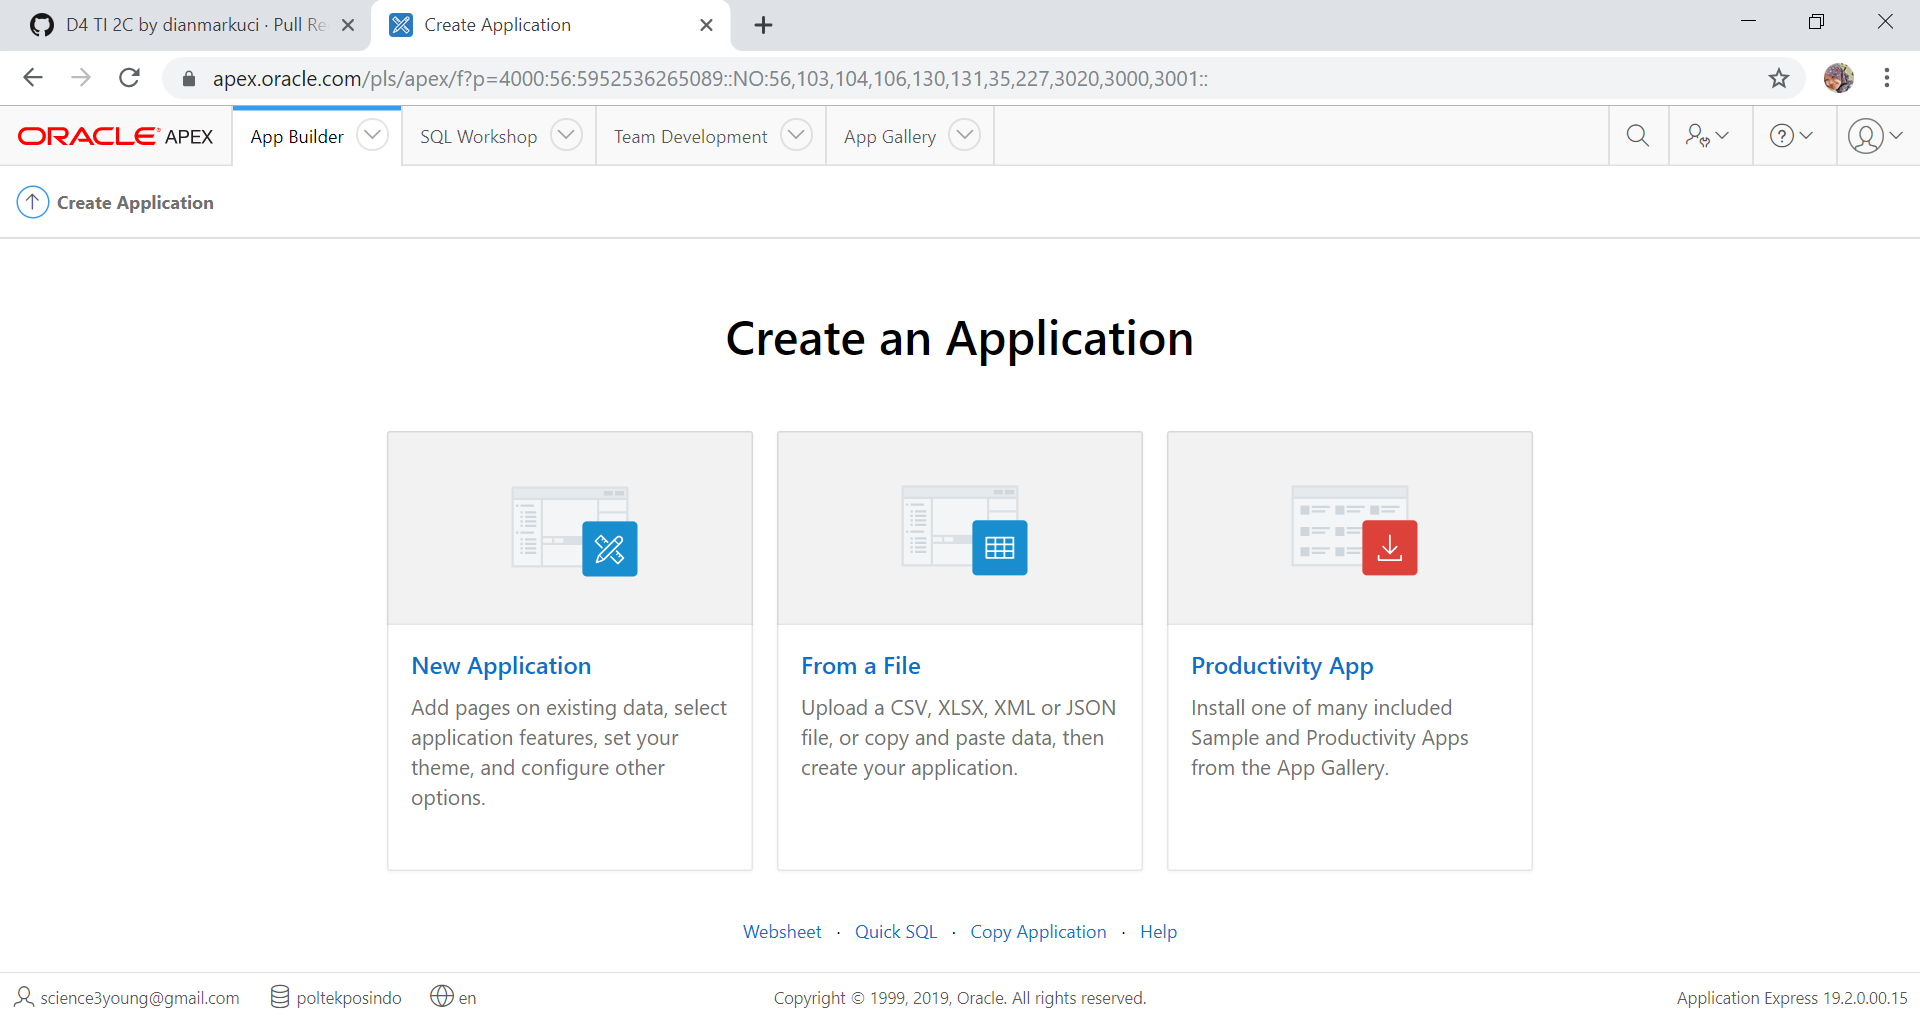 D4 TI 2C by dianmarkuci · Pull Re
Create Application
apex.oracle.com/pls/apex/f?p=4000:56:5952536265089::NO:56,103,104,106,130,131,35,227,3020,3000,3001::
ORACLE APEX
App Builder
SQL Workshop
Team Development
App Gallery
Create Application
Create an Application
New Application
Add pages on existing data, select
application features, set your
theme, and configure other
options.
From a File
Upload a CSV, XLSX, XML or JSON
file, or copy and paste data, then
create your application.
Productivity App
Install one of many included
Sample and Productivity Apps
from the App Gallery.
Websheet · Quick SQL · Copy Application · Help
science3young@gmail.com
poltekposindo
en
Copyright © 1999, 2019, Oracle. All rights reserved.
Application Express 19.2.0.00.15